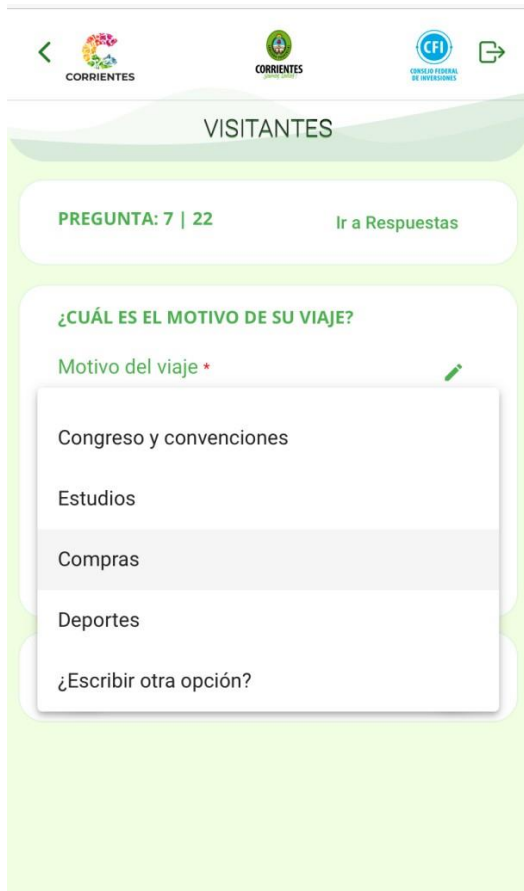 CORRIENTES
CORRIENTES
CFI
CONSEJO FEDERAL
DE INVERSIONES
VISITANTES
PREGUNTA: 7 | 22
Ir a Respuestas
¿CUÁL ES EL MOTIVO DE SU VIAJE?
Motivo del viaje *
Congreso y convenciones
Estudios
Compras
Deportes
¿Escribir otra opción?